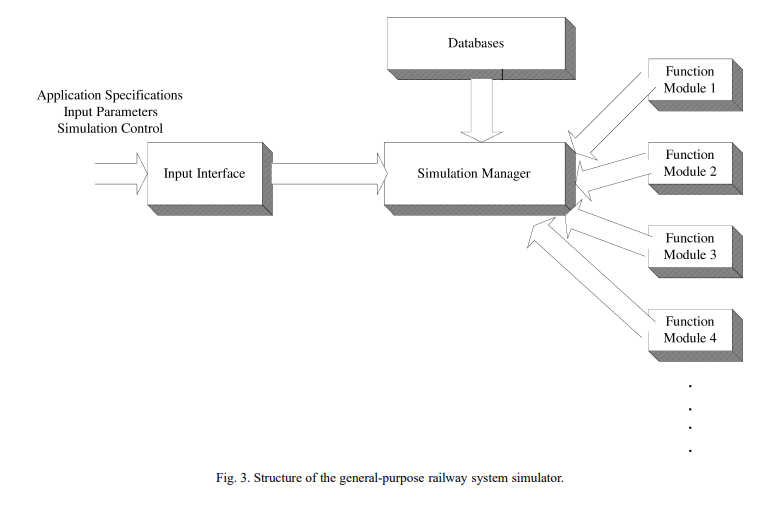 Databases
Application Specifications
Input Parameters
Simulation Control
Input Interface
Simulation Manager
Function
Module 1
Function
Module 2
Function
Module 3
Function
Module 4
.
.
.
.
Fig. 3. Structure of the general-purpose railway system simulator.